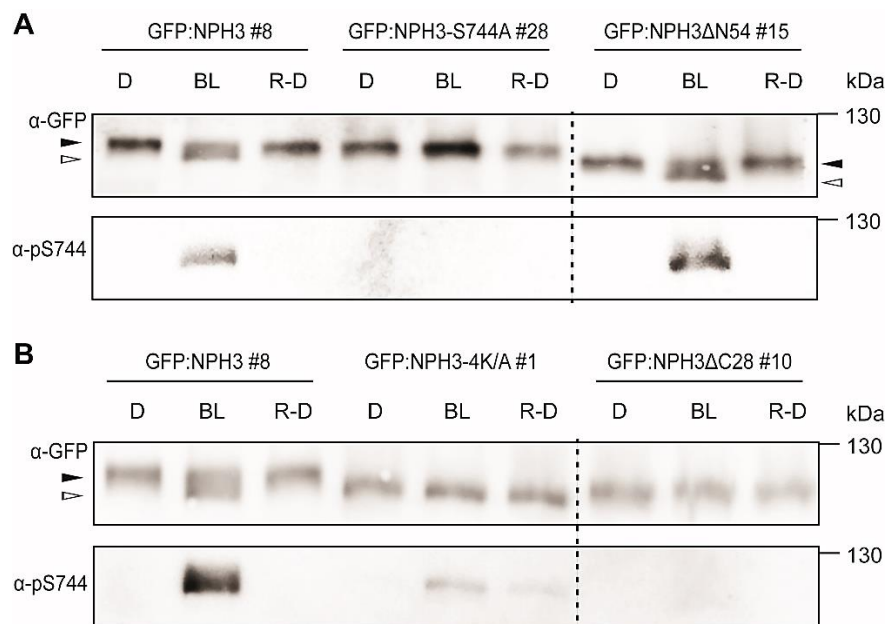 A
GFP:NPH3 #8 GFP:NPH3-S744A #28 GFP:NPH3ΔN54 #15
D BL R-D D BL R-D D BL R-D kDa
α-GFP 130
α-pS744 130
B
GFP:NPH3 #8 GFP:NPH3-4K/A #1 GFP:NPH3ΔC28 #10
D BL R-D D BL R-D D BL R-D kDa
α-GFP 130
α-pS744 130